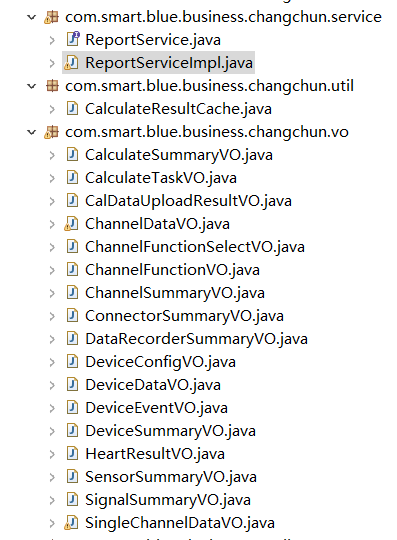 com.smart.blue.business.changchun.service
ReportService.java
ReportServiceImpl.java
com.smart.blue.business.changchun.util
CalculateResultCache.java
com.smart.blue.business.changchun.vo
CalculateSummaryVO.java
CalculateTaskVO.java
CalDataUploadResultVO.java
ChannelDataVO.java
ChannelFunctionSelectVO.java
ChannelFunctionVO.java
ChannelSummaryVO.java
ConnectorSummaryVO.java
DataRecorderSummaryVO.java
DeviceConfigVO.java
DeviceDataVO.java
DeviceEventVO.java
DeviceSummaryVO.java
HeartResultVO.java
SensorSummaryVO.java
SignalSummaryVO.java
SingleChannelDataVO.java